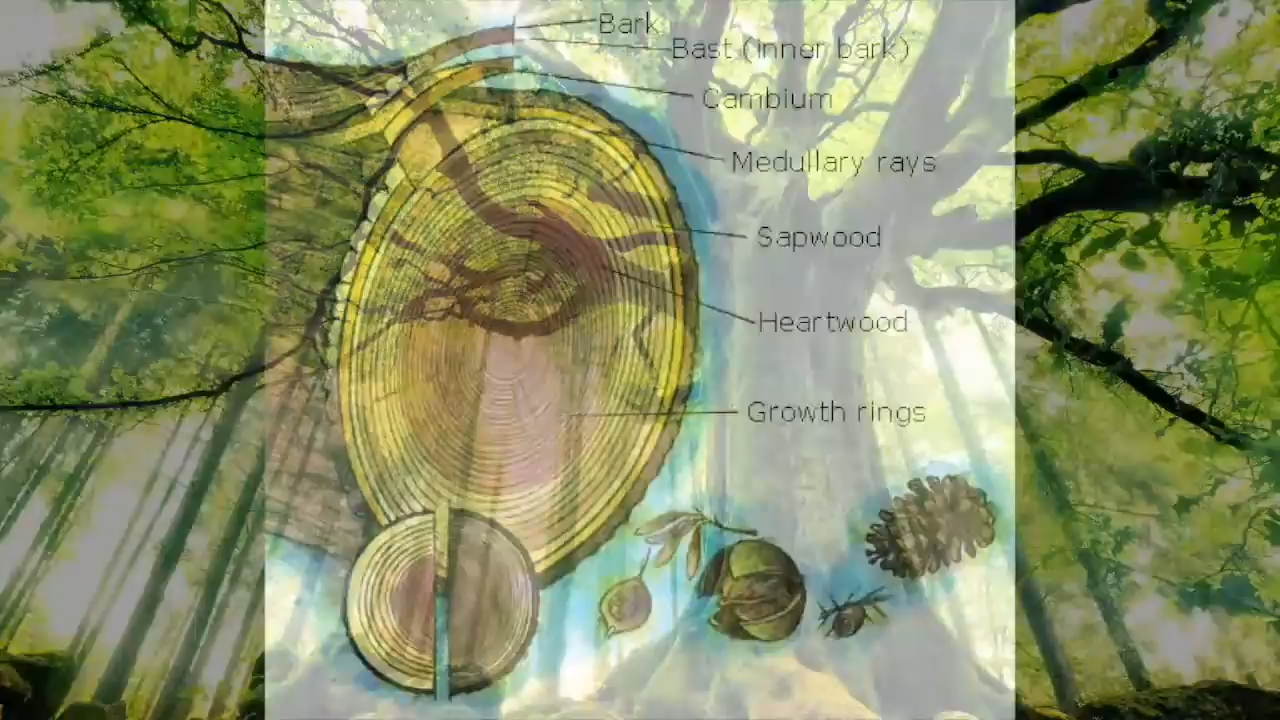 Bark
Bast (inner bark)
Cambium
Medullary rays
Sapwood
Heartwood
Growth rings